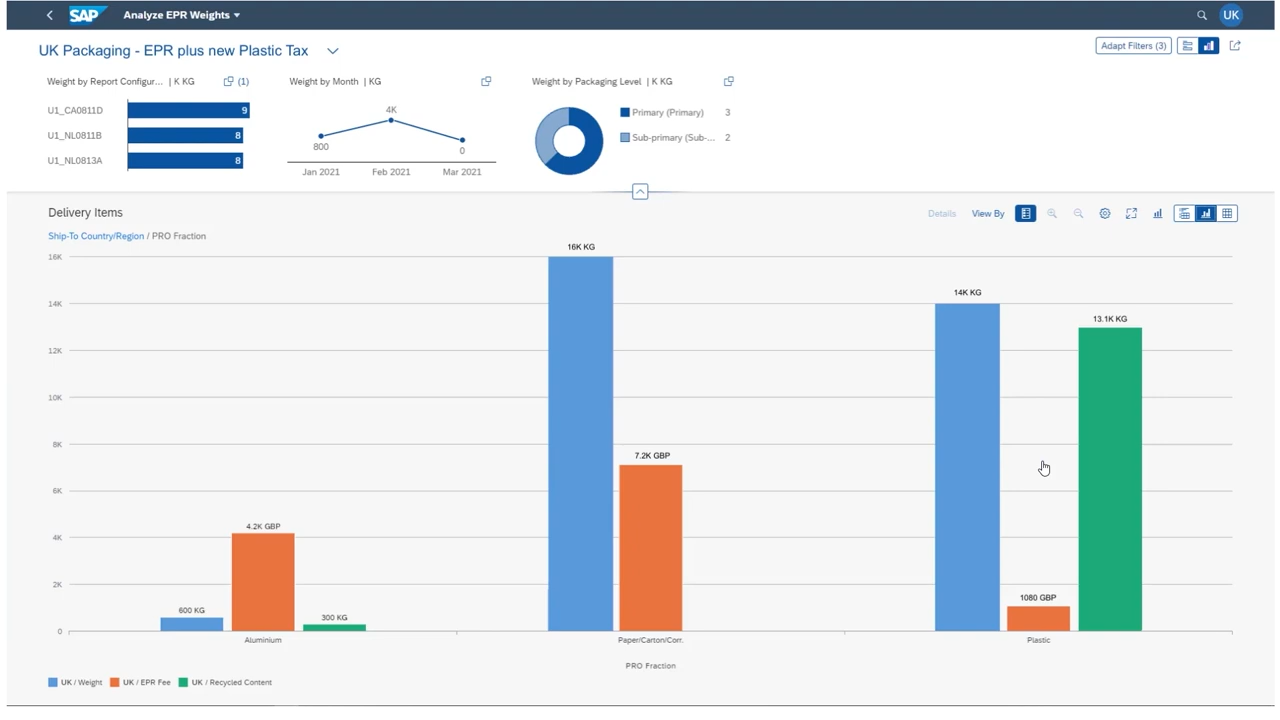 SAP Analyze EPR Weights UK
UK Packaging - EPR plus new Plastic Tax
Adapt Filters (3)
Weight by Report Configur... | K KG (1)
U1_CA0811D 9
U1_NL0811B 8
U1_NL0813A 8
Weight by Month | KG
4K
800
0
Jan 2021 Feb 2021 Mar 2021
Weight by Packaging Level | K KG
Primary (Primary) 3
Sub-primary (Sub-... 2
Delivery Items
Details View By
Ship-To Country/Region / PRO Fraction
16K
14K
12K
10K
8K
6K
4K
2K
0
600 KG
4.2K GBP
300 KG
16K KG
7.2K GBP
14K KG
1080 GBP
13.1K KG
Aluminium Paper/Carton/Corr. Plastic
PRO Fraction
UK / Weight UK / EPR Fee UK / Recycled Content